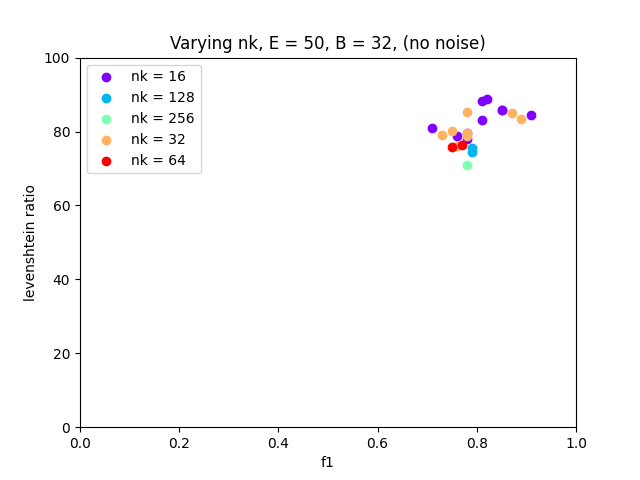 Varying nk, E = 50, B = 32, (no noise)
100
80
60
40
20
0
levenshtein ratio
nk = 16
nk = 128
nk = 256
nk = 32
nk = 64
0.0 0.2 0.4 0.6 0.8 1.0
f1